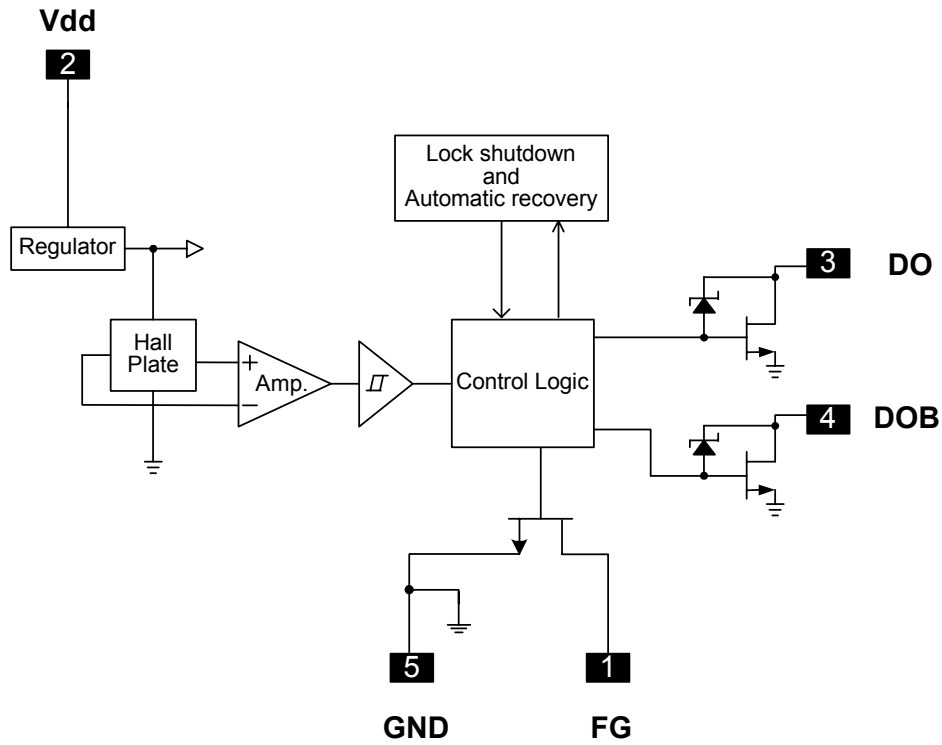 Vdd
2
Lock shutdown
and
Automatic recovery
Regulator
3 DO
Hall
Plate
+
Amp.
−
Control Logic
4 DOB
5
1
GND
FG